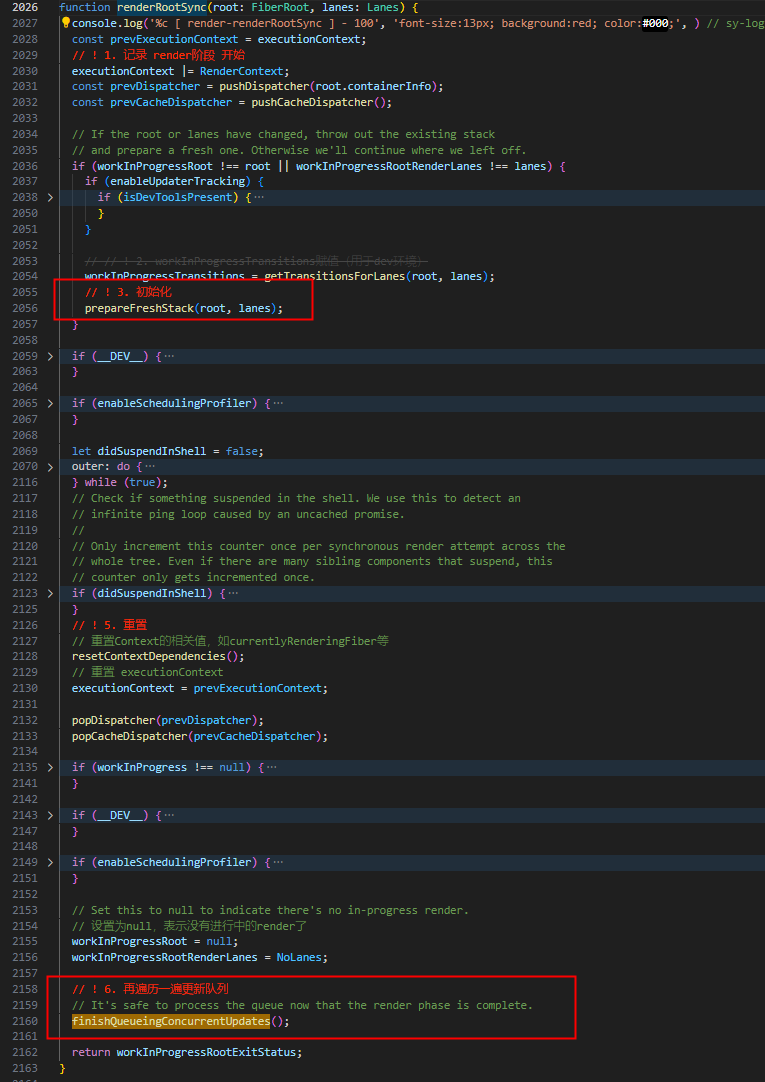 2026 function renderRootSync(root: FiberRoot, lanes: Lanes) {
2027 console.log('%c [ render-renderRootSync ] - 100', 'font-size:13px; background:red; color:#000;', ) // sy-log
2028 const prevExecutionContext = executionContext;
2029 // ! 1. 记录 render阶段 开始
2030 executionContext |= RenderContext;
2031 const prevDispatcher = pushDispatcher(root.containerInfo);
2032 const prevCacheDispatcher = pushCacheDispatcher();
2033
2034 // If the root or lanes have changed, throw out the existing stack
2035 // and prepare a fresh one. Otherwise we'll continue where we left off.
2036 if (workInProgressRoot !== root || workInProgressRootRenderLanes !== lanes) {
2037 if (enableUpdaterTracking) {
2038 if (isDevToolsPresent) {…
2050 }
2051 }
2052
2053 // // ! 2. workInProgressTransitions赋值（用于dev环境）
2054 workInProgressTransitions = getTransitionsForLanes(root, lanes);
2055 // ! 3. 初始化
2056 prepareFreshStack(root, lanes);
2057 }
2058
2059 if (__DEV__) {…
2063 }
2064
2065 if (enableSchedulingProfiler) {…
2067 }
2068
2069 let didSuspendInShell = false;
2070 outer: do {…
2116 } while (true);
2117 // Check if something suspended in the shell. We use this to detect an
2118 // infinite ping loop caused by an uncached promise.
2119 //
2120 // Only increment this counter once per synchronous render attempt across the
2121 // whole tree. Even if there are many sibling components that suspend, this
2122 // counter only gets incremented once.
2123 if (didSuspendInShell) {…
2125 }
2126 // ! 5. 重置
2127 // 重置Context的相关值，如currentlyRenderingFiber等
2128 resetContextDependencies();
2129 // 重置 executionContext
2130 executionContext = prevExecutionContext;
2131
2132 popDispatcher(prevDispatcher);
2133 popCacheDispatcher(prevCacheDispatcher);
2134
2135 if (workInProgress !== null) {…
2141 }
2142
2143 if (__DEV__) {…
2147 }
2148
2149 if (enableSchedulingProfiler) {…
2151 }
2152
2153 // Set this to null to indicate there's no in-progress render.
2154 // 设置为null，表示没有进行中的render了
2155 workInProgressRoot = null;
2156 workInProgressRootRenderLanes = NoLanes;
2157
2158 // ! 6. 再遍历一遍更新队列
2159 // It's safe to process the queue now that the render phase is complete.
2160 finishQueueingConcurrentUpdates();
2161
2162 return workInProgressRootExitStatus;
2163 }